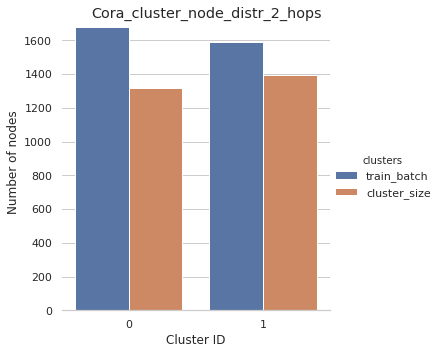 Cora_cluster_node_distr_2_hops
Number of nodes
1600
1400
1200
1000
800
600
400
200
0
0 1
Cluster ID
clusters
train_batch
cluster_size